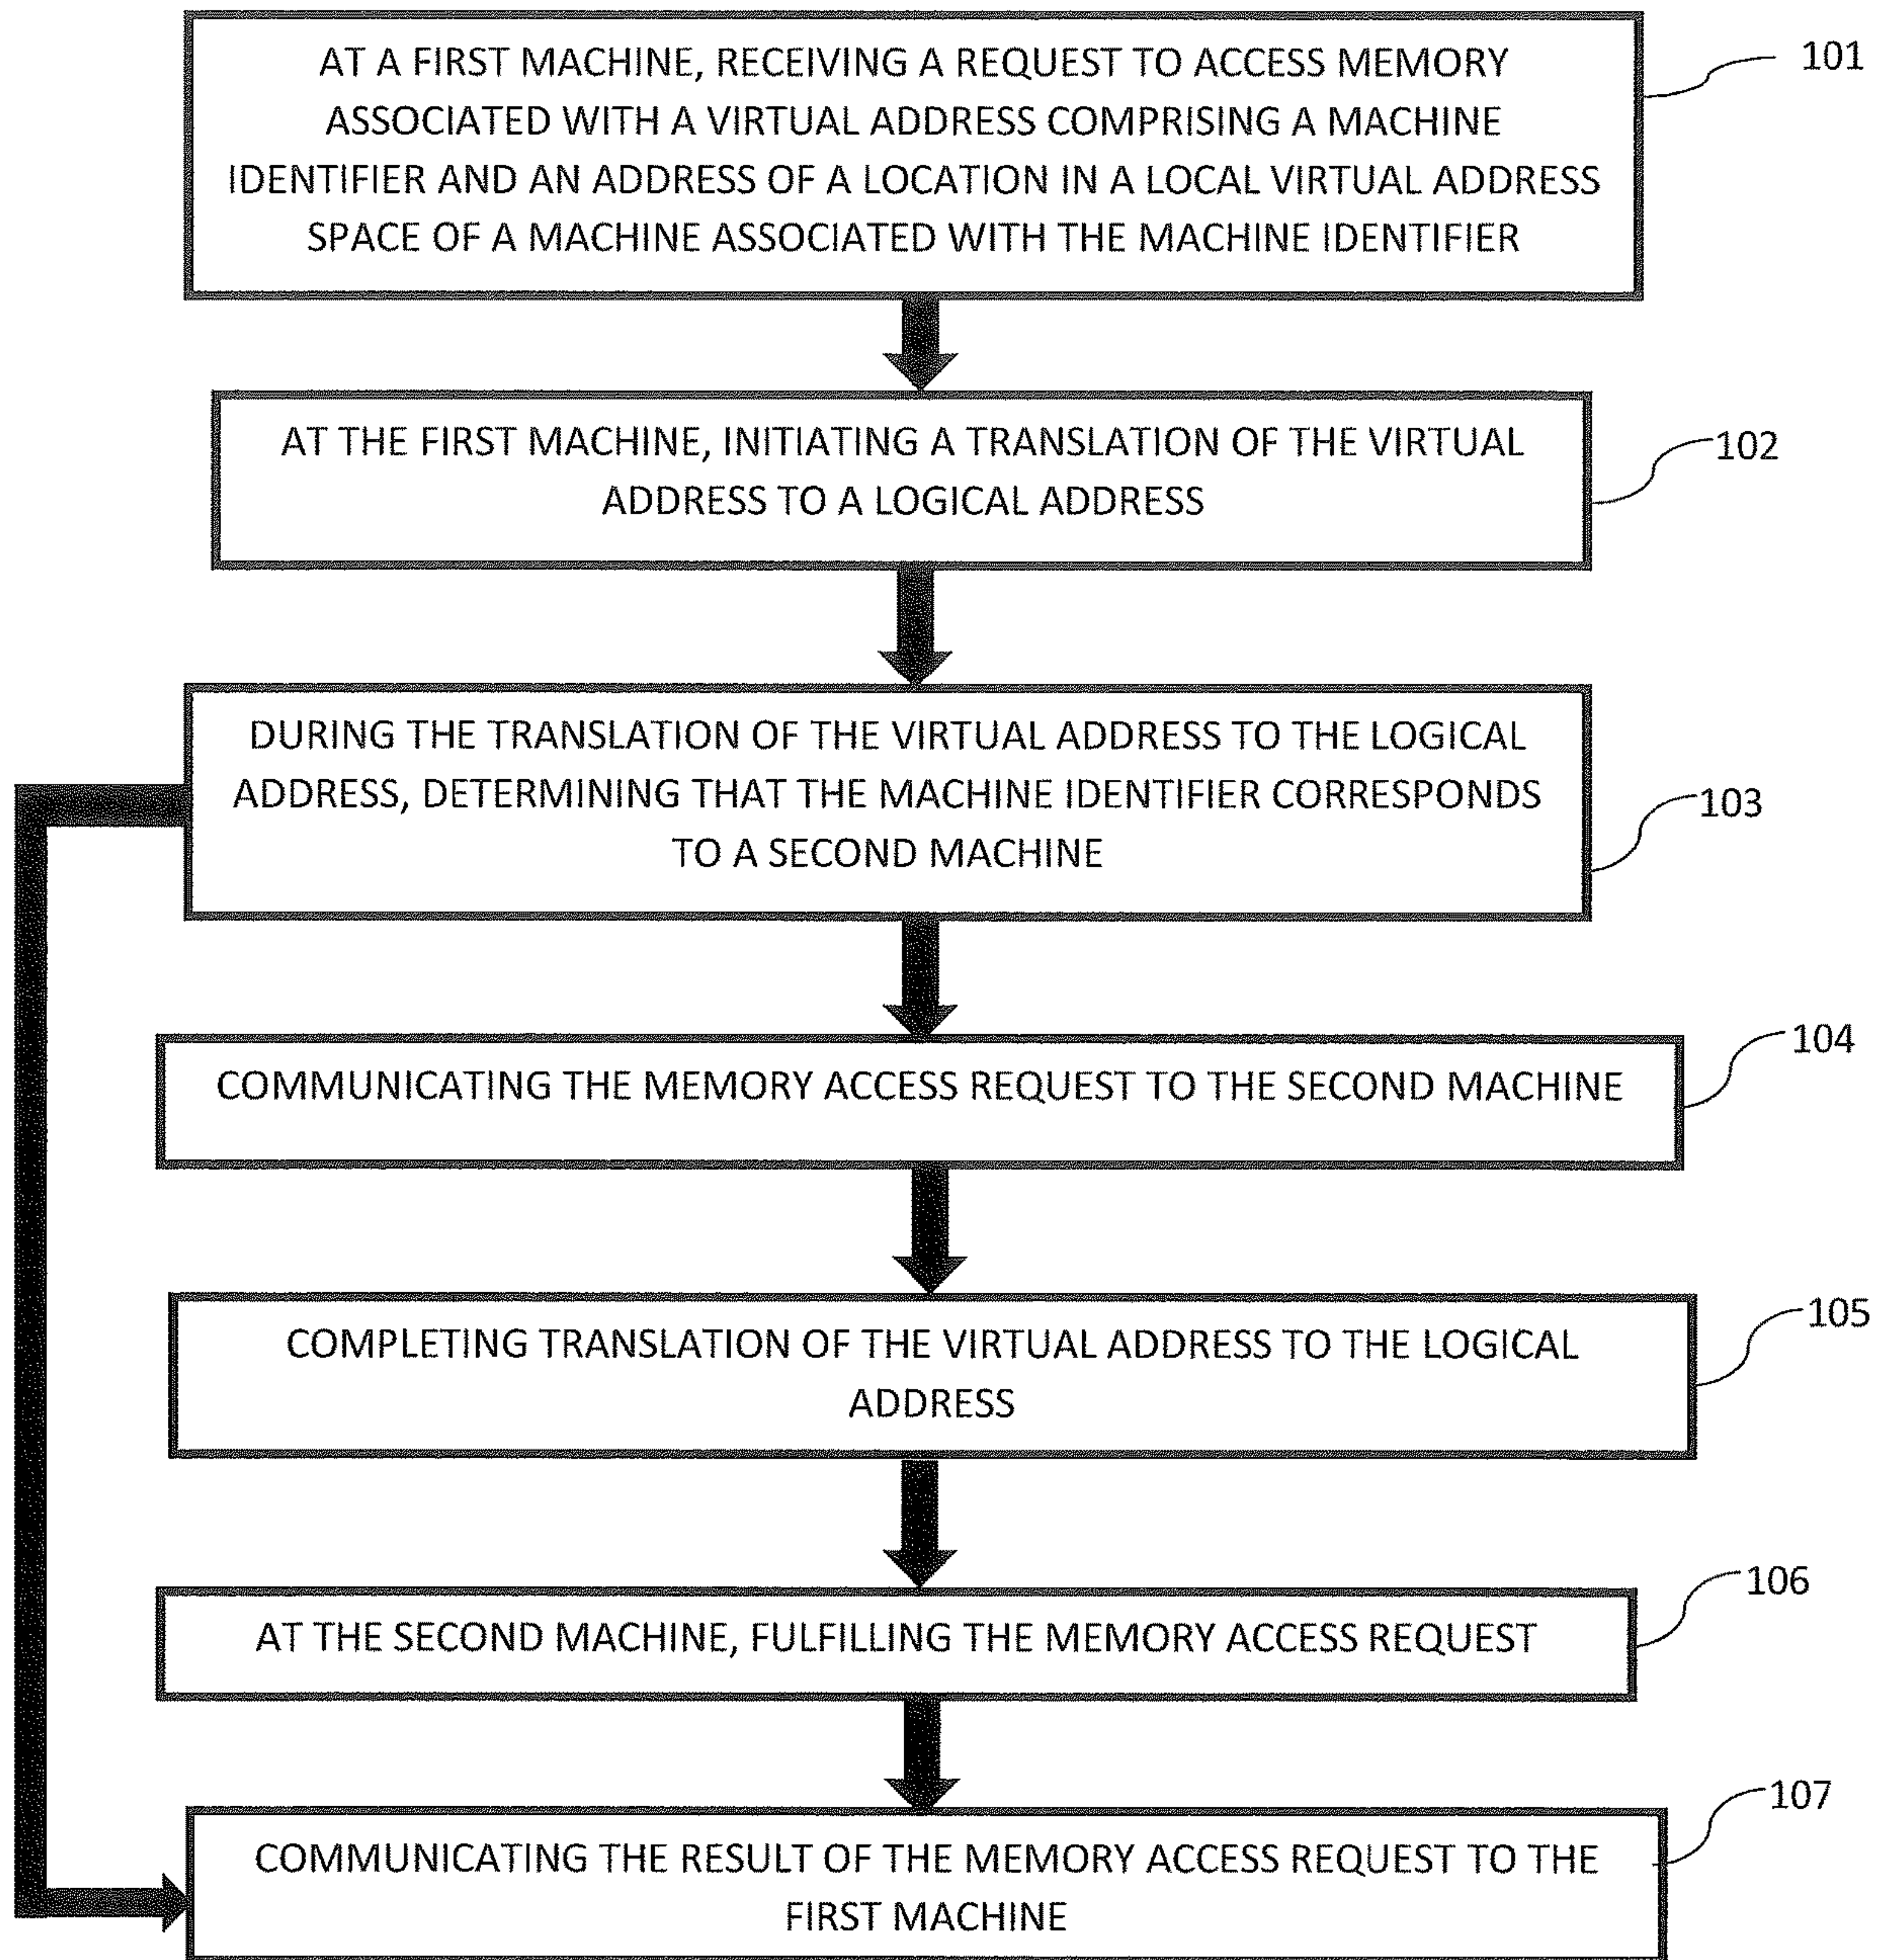 AT A FIRST MACHINE, RECEIVING A REQUEST TO ACCESS MEMORY
ASSOCIATED WITH A VIRTUAL ADDRESS COMPRISING A MACHINE
IDENTIFIER AND AN ADDRESS OF A LOCATION IN A LOCAL VIRTUAL ADDRESS
SPACE OF A MACHINE ASSOCIATED WITH THE MACHINE IDENTIFIER
101
AT THE FIRST MACHINE, INITIATING A TRANSLATION OF THE VIRTUAL
ADDRESS TO A LOGICAL ADDRESS
102
DURING THE TRANSLATION OF THE VIRTUAL ADDRESS TO THE LOGICAL
ADDRESS, DETERMINING THAT THE MACHINE IDENTIFIER CORRESPONDS
TO A SECOND MACHINE
103
COMMUNICATING THE MEMORY ACCESS REQUEST TO THE SECOND MACHINE
104
COMPLETING TRANSLATION OF THE VIRTUAL ADDRESS TO THE LOGICAL
ADDRESS
105
AT THE SECOND MACHINE, FULFILLING THE MEMORY ACCESS REQUEST
106
COMMUNICATING THE RESULT OF THE MEMORY ACCESS REQUEST TO THE
FIRST MACHINE
107